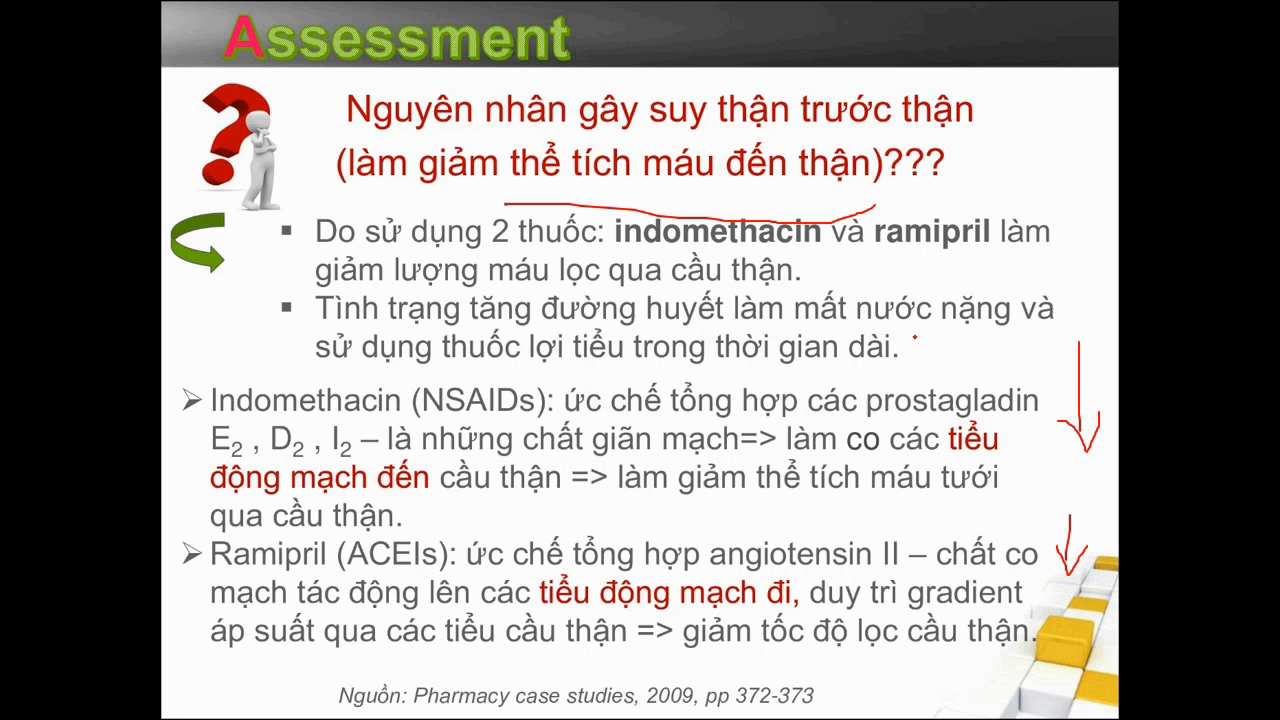 Assessment
Nguyên nhân gây suy thận trước thận
(làm giảm thể tích máu đến thận)???
▪ Do sử dụng 2 thuốc: indomethacin và ramipril làm
giảm lượng máu lọc qua cầu thận.
▪ Tình trạng tăng đường huyết làm mất nước nặng và
sử dụng thuốc lợi tiểu trong thời gian dài.
➢ Indomethacin (NSAIDs): ức chế tổng hợp các prostagladin
E2 , D2 , I2 – là những chất giãn mạch=> làm co các tiểu
động mạch đến cầu thận => làm giảm thể tích máu tưới
qua cầu thận.
➢ Ramipril (ACEIs): ức chế tổng hợp angiotensin II – chất co
mạch tác động lên các tiểu động mạch đi, duy trì gradient
áp suất qua các tiểu cầu thận => giảm tốc độ lọc cầu thận.
Nguồn: Pharmacy case studies, 2009, pp 372-373